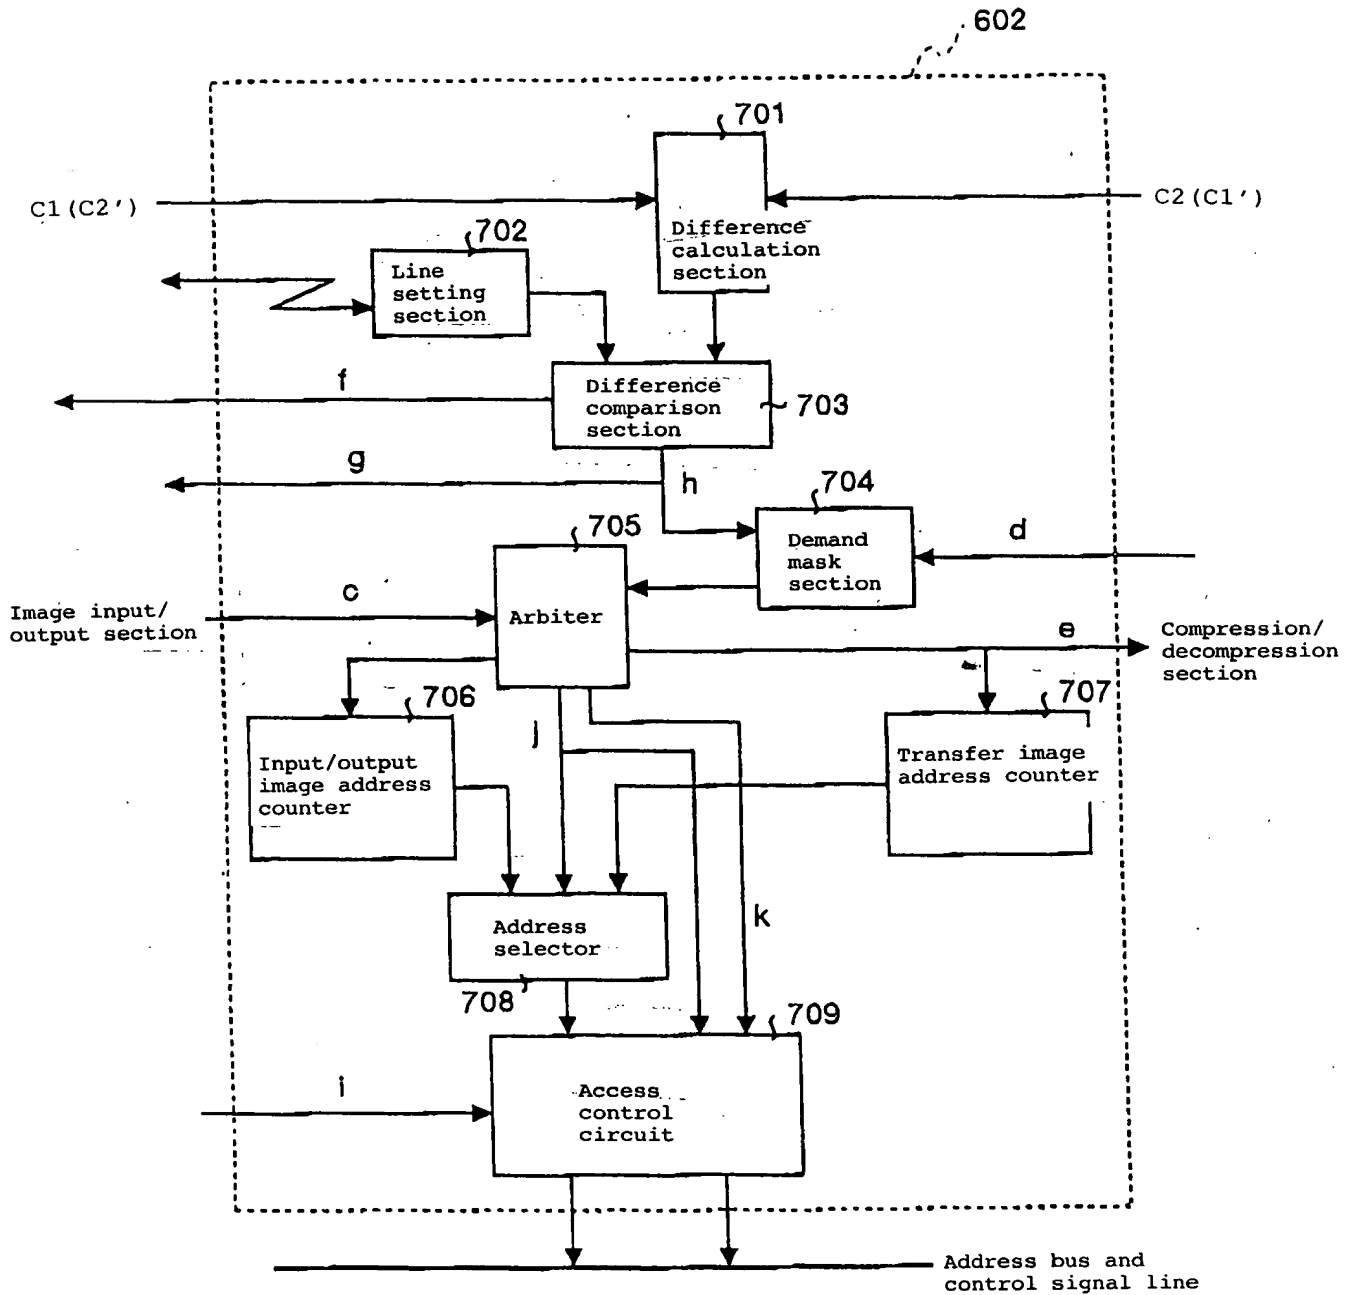 602
701
C1(C2')
C2(C1')
Difference
calculation
section
702
Line
setting
section
f
Difference
comparison
section
703
g
h
704
705
Demand
mask
section
d
Image input/
output section
c
Arbiter
e
Compression/
decompression
section
706
707
j
Input/output
image address
counter
Transfer image
address counter
k
Address
selector
708
709
i
Access
control
circuit
Address bus and
control signal line